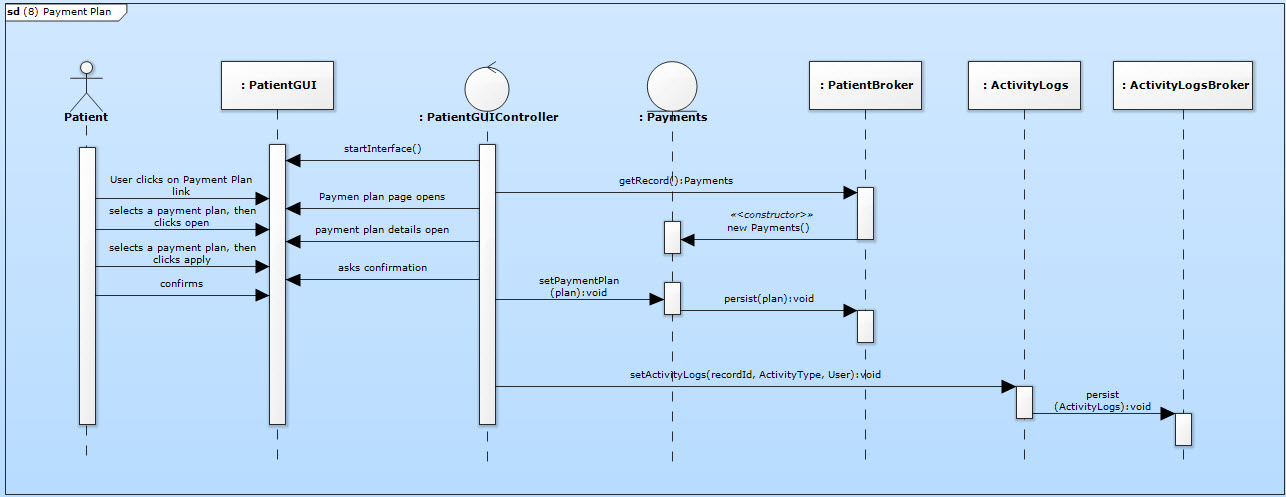 sd (8) Payment Plan
: PatientGUI
: PatientBroker
: ActivityLogs
: ActivityLogsBroker
Patient
: PatientGUIController
: Payments
startInterface()
User clicks on Payment Plan
link
getRecord():Payments
Paymen plan page opens
selects a payment plan, then
clicks open
«<constructor>»
new Payments()
payment plan details open
selects a payment plan, then
clicks apply
asks confirmation
confirms
setPaymentPlan
(plan):void
persist(plan):void
setActivityLogs(recordId, ActivityType, User):void
persist
(ActivityLogs):void